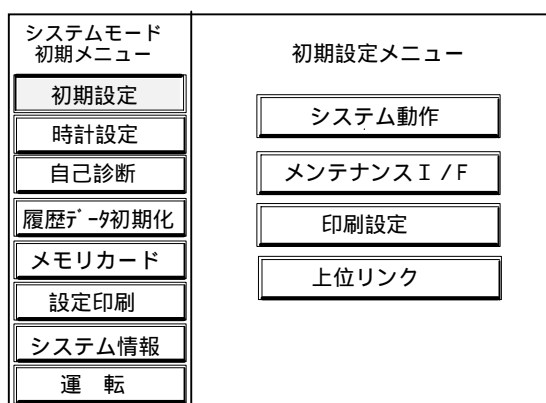 システムモード
初期メニュー
初期設定
時計設定
自己診断
履歴ﾃﾞｰﾀ初期化
メモリカード
設定印刷
システム情報
運　転
初期設定メニュー
システム動作
メンテナンスＩ／Ｆ
印刷設定
上位リンク